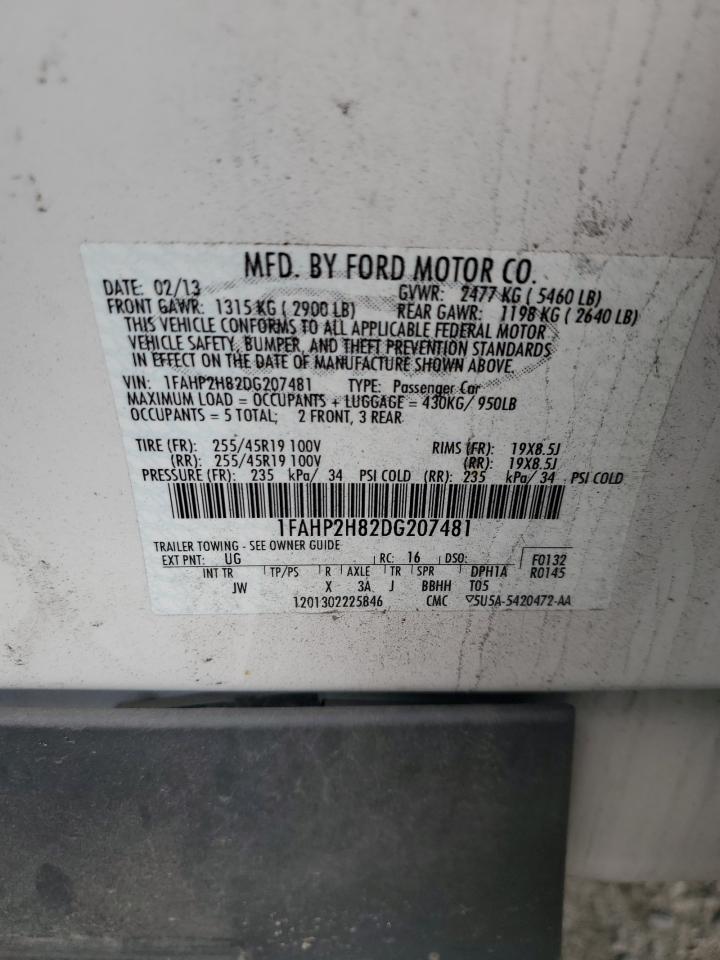 MFD. BY FORD MOTOR CO.
DATE: 02/13 GVWR: 2477 KG ( 5460 LB)
FRONT GAWR: 1315 KG ( 2900 LB) REAR GAWR: 1198 KG ( 2640 LB)
THIS VEHICLE CONFORMS TO ALL APPLICABLE FEDERAL MOTOR
VEHICLE SAFETY, BUMPER, AND THEFT PREVENTION STANDARDS
IN EFFECT ON THE DATE OF MANUFACTURE SHOWN ABOVE.
VIN: 1FAHP2H82DG207481 TYPE: Passenger Car
MAXIMUM LOAD = OCCUPANTS + LUGGAGE = 430KG/ 950LB
OCCUPANTS = 5 TOTAL; 2 FRONT, 3 REAR
TIRE (FR): 255/45R19 100V RIMS (FR): 19X8.5J
(RR): 255/45R19 100V (RR): 19X8.5J
PRESSURE (FR): 235 kPa/ 34 PSI COLD (RR): 235 kPa/ 34 PSI COLD
1FAHP2H82DG207481
TRAILER TOWING - SEE OWNER GUIDE
EXT PNT: UG RC: 16 DSO: F0132
INT TR TP/PS R AXLE TR SPR DPH1A R0145
JW X 3A J BBHH T05
1201302225846 CMC ▽5U5A-5420472-AA